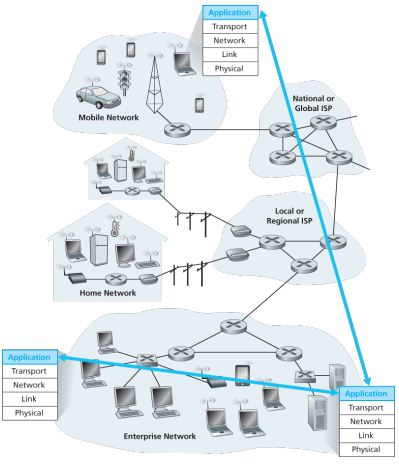 Application
Transport
Network
Link
Physical
National or
Global ISP
Mobile Network
Local or
Regional ISP
Home Network
Application
Transport
Network
Link
Physical
Application
Transport
Network
Link
Physical
Enterprise Network